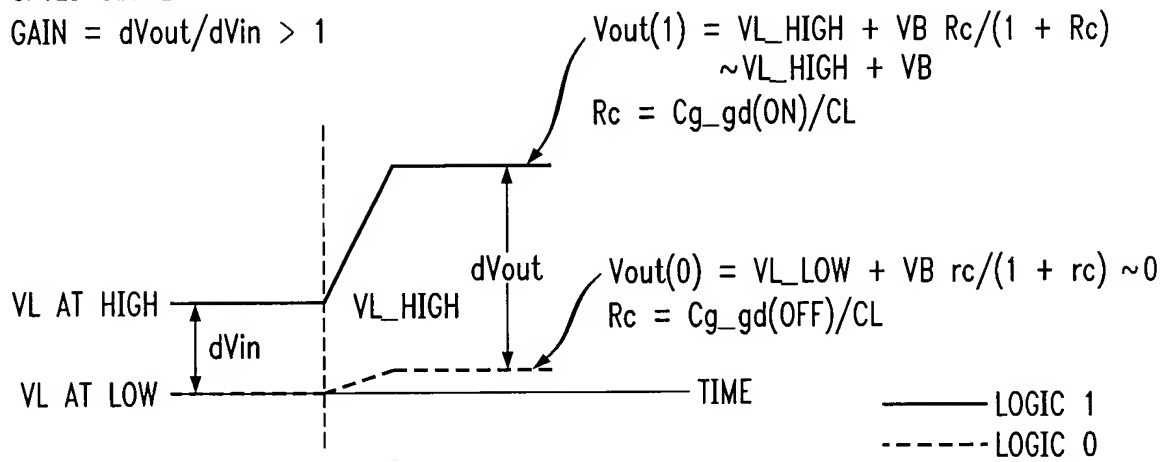 GAIN = dVout/dVin > 1
Vout(1) = VL_HIGH + VB Rc/(1 + Rc)
~VL_HIGH + VB
Rc = Cg_gd(ON)/CL
dVout
Vout(0) = VL_LOW + VB rc/(1 + rc) ~0
Rc = Cg_gd(OFF)/CL
VL AT HIGH
VL_HIGH
dVin
VL AT LOW
TIME
LOGIC 1
LOGIC 0